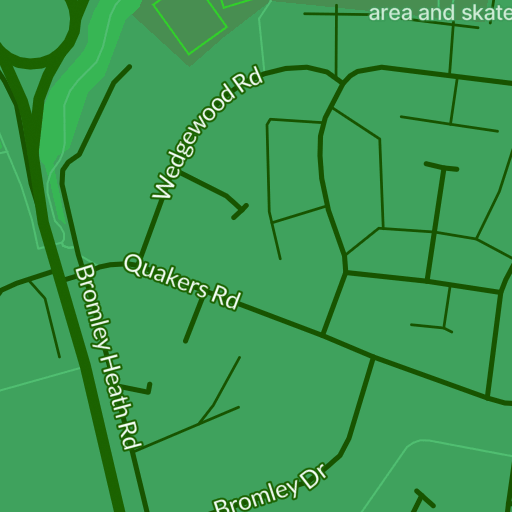 area and skate
Wedgewood Rd
Quakers Rd
Bromley Heath Rd
Bromley Dr